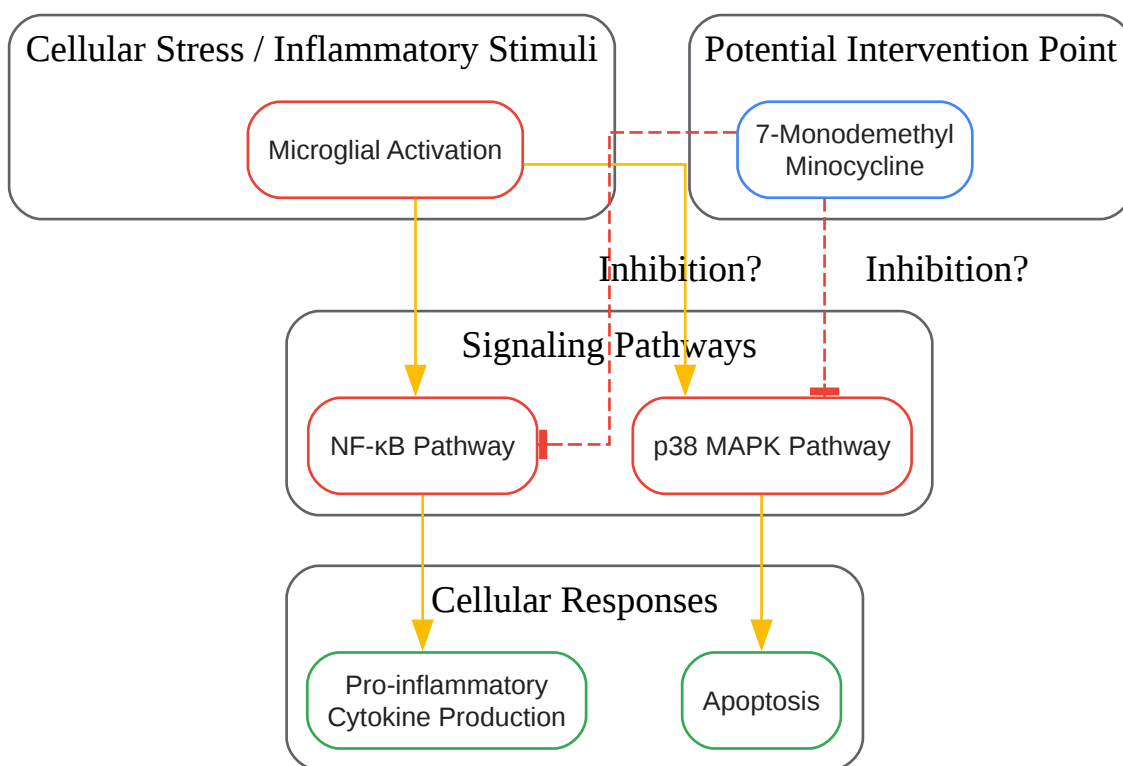 Cellular Stress / Inflammatory Stimuli
Potential Intervention Point
Microglial Activation
7-Monodemethyl
Minocycline
Inhibition?
Inhibition?
Signaling Pathways
NF-κB Pathway
p38 MAPK Pathway
Cellular Responses
Pro-inflammatory
Cytokine Production
Apoptosis